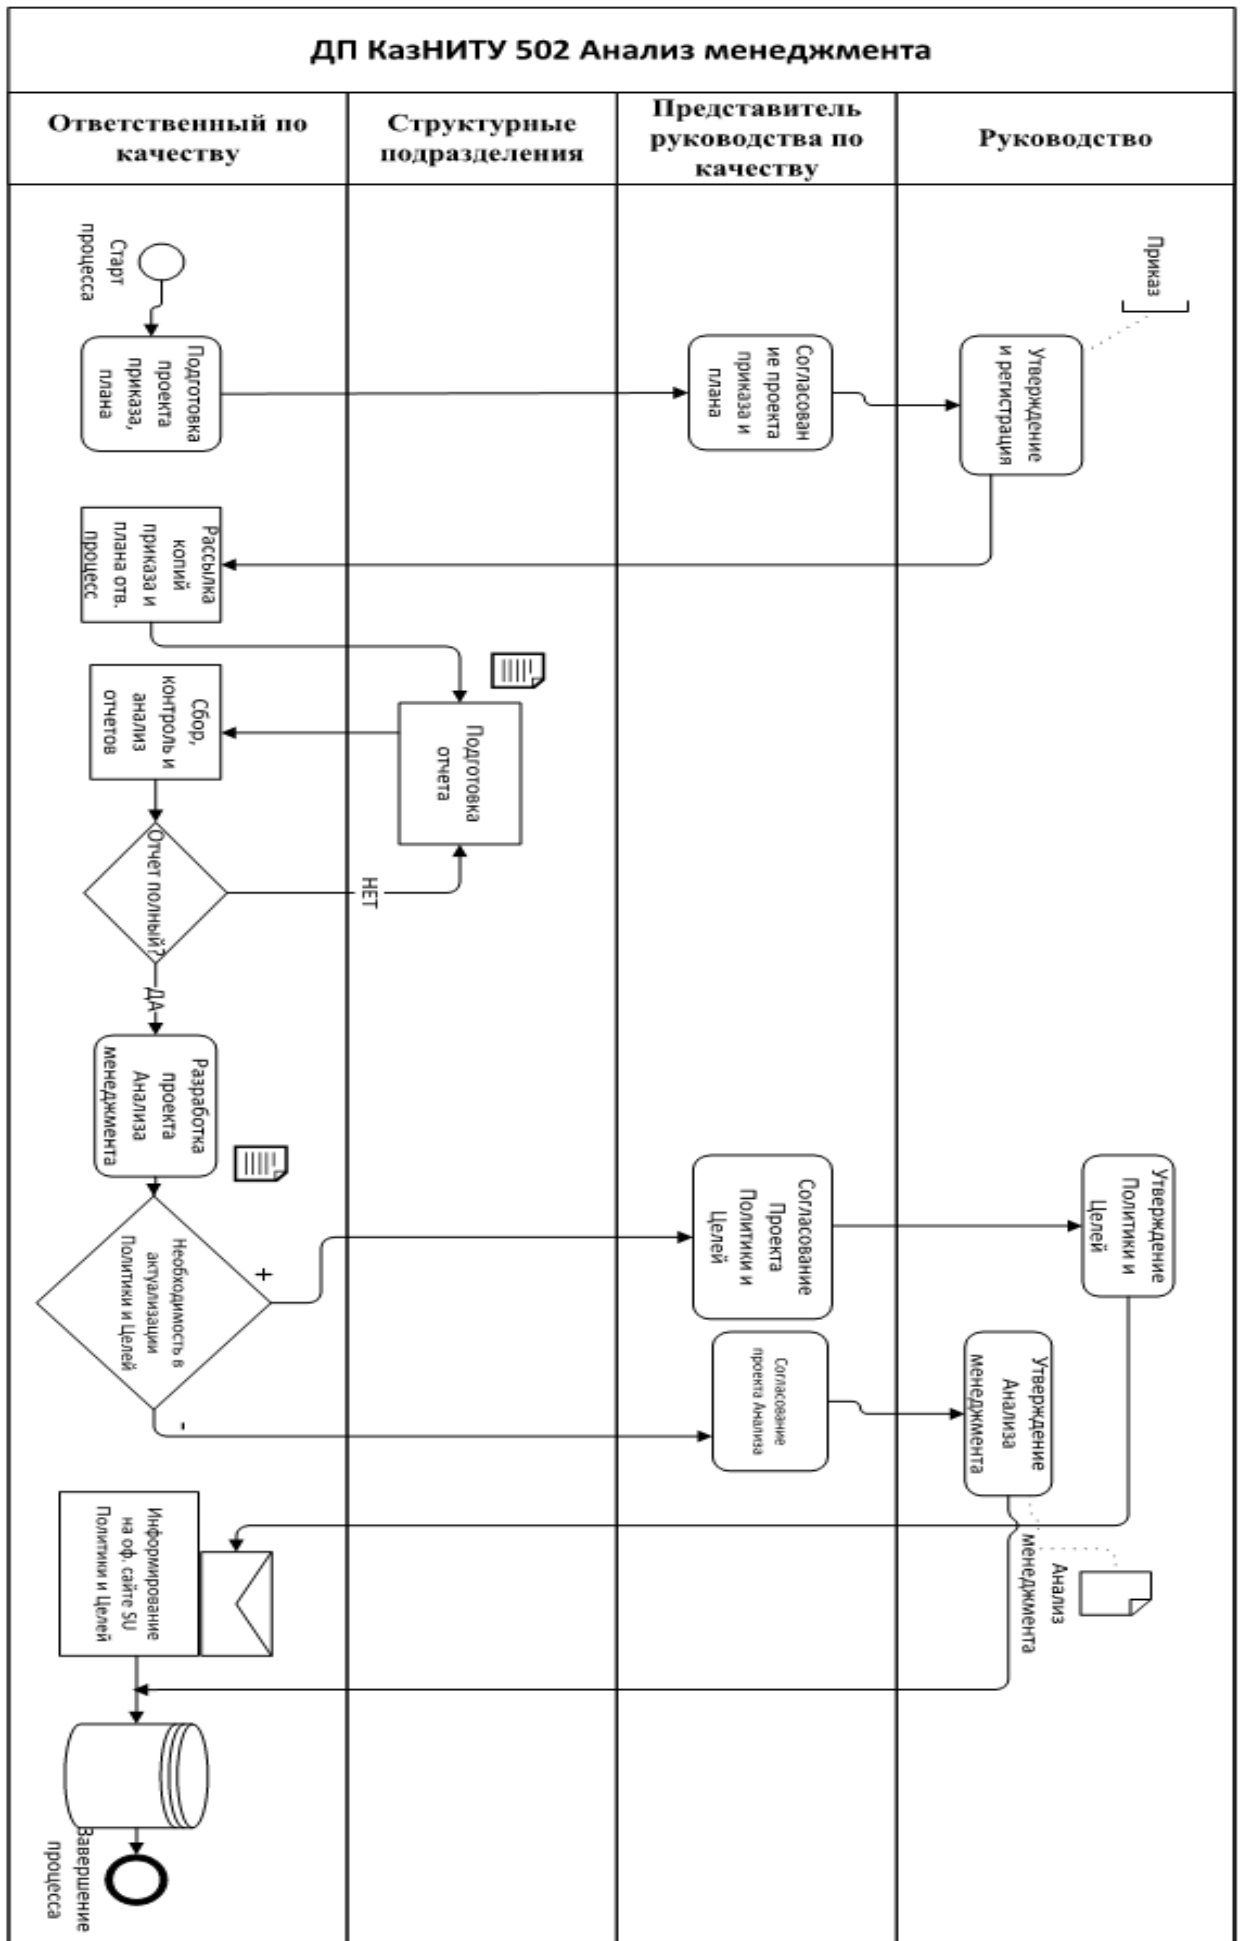 ДП КазНИТУ 502 Анализ менеджмента
Ответственный по
качеству
Структурные
подразделения
Представитель
руководства по
качеству
Руководство
Старт
процесса
Приказ
Подготовка
проекта
приказа,
плана
Согласован
ие проекта
приказа и
плана
Утверждение
и регистрация
Рассылка
копий
приказа и
плана отв.
процесс
Подготовка
отчета
Сбор,
контроль и
анализ
отчетов
Отчет полный?
НЕТ
ДА
Разработка
проекта
Анализа
менеджмента
Необходимость в
актуализации
Политики и Целей
+
-
Согласование
Проекта
Политики и
Целей
Утверждение
Политики и
Целей
Согласование
проекта Анализа
Утверждение
Анализа
менеджмента
Анализ
менеджмента
Информирование
на оф. сайте SU
Политики и Целей
Завершение
процесса